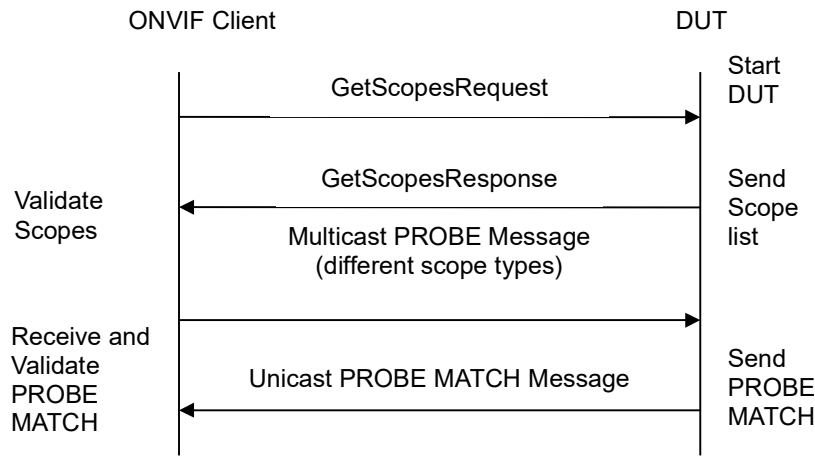 ONVIF Client
DUT
Start
DUT
GetScopesRequest
GetScopesResponse
Send
Scope
list
Validate
Scopes
Multicast PROBE Message
(different scope types)
Receive and
Validate
PROBE
MATCH
Unicast PROBE MATCH Message
Send
PROBE
MATCH